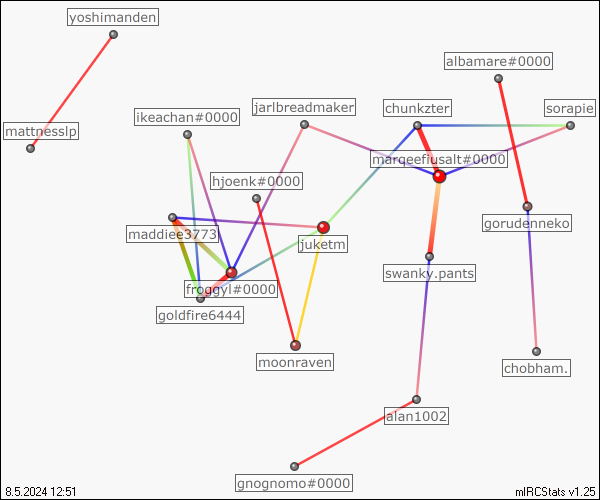 yoshimanden
albamare#0000
jarlbreadmaker
chunkzter
sorapie
ikeachan#0000
mattnesslp
marqeefiusalt#0000
hjoenk#0000
gorudenneko
maddiee3773
juketm
swanky.pants
froggyl#0000
goldfire6444
moonraven
chobham.
alan1002
gnognomo#0000
8.5.2024 12:51
mIRCStats v1.25